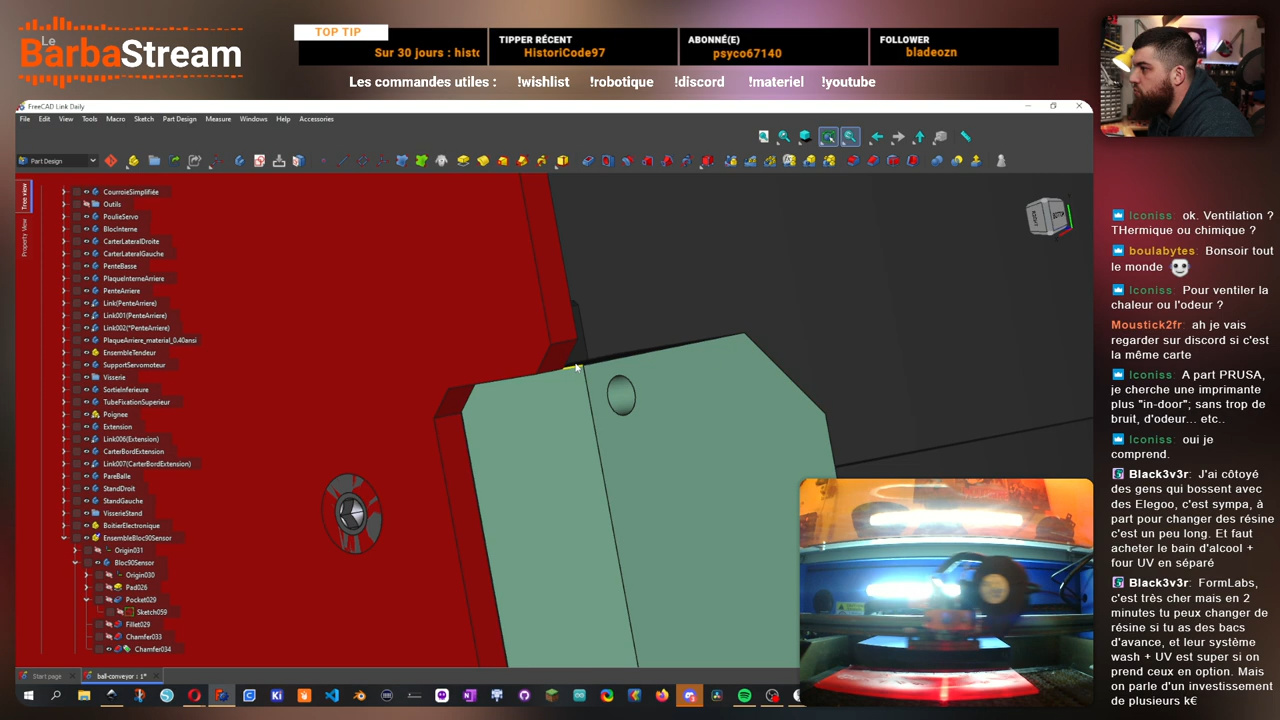 Le
BarbaStream
TOP TIP
Sur 30 jours : histo
TIPPER RÉCENT
HistoriCode97
ABONNÉ(E)
psyco67140
FOLLOWER
bladeozn
Les commandes utiles : !wishlist !robotique !discord !materiel !youtube
FreeCAD Link Daily
File Edit View Tools Macro Sketch Part Design Measure Windows Help Accessories
Part Design
Tree view
Property View
CourroieSimplifiée
Outils
PoulieServo
BlocInterne
CarterLateralDroite
CarterLateralGauche
PenteBasse
PlaqueInterneArriere
PenteArriere
Link(PenteArriere)
Link001(PenteArriere)
Link002(*PenteArriere)
PlaqueArriere_material_0.40ansi
EnsembleTendeur
SupportServomoteur
Visserie
SortieInferieure
TubeFixationSuperieur
Poignee
Extension
Link006(Extension)
CarterBordExtension
Link007(CarterBordExtension)
PareBalle
StandDroit
StandGauche
VisserieStand
BoitierElectronique
EnsembleBloc90Sensor
Origin031
Bloc90Sensor
Origin030
Pad026
Pocket029
Sketch059
Fillet029
Chamfer033
Chamfer034
Start page
ball-conveyor : 1*
Iconiss ok. Ventilation ?
THermique ou chimique ?
boulabytes Bonsoir tout
le monde
Iconiss Pour ventiler la
chaleur ou l'odeur ?
Moustick2fr ah je vais
regarder sur discord si c'est
la même carte
Iconiss A part PRUSA,
je cherche une imprimante
plus "in-door"; sans trop de
bruit, d'odeur... etc..
Iconiss oui je
comprend.
Black3v3r J'ai côtoyé
des gens qui bossent avec
des Elegoo, c'est sympa, à
part pour changer des résine
c'est un peu long. Et faut
acheter le bain d'alcool +
four UV en séparé
Black3v3r FormLabs,
c'est très cher mais en 2
minutes tu peux changer de
résine si tu as des bacs
d'avance, et leur système
wash + UV est super si on
prend ceux en option. Mais
on parle d'un investissement
de plusieurs k€